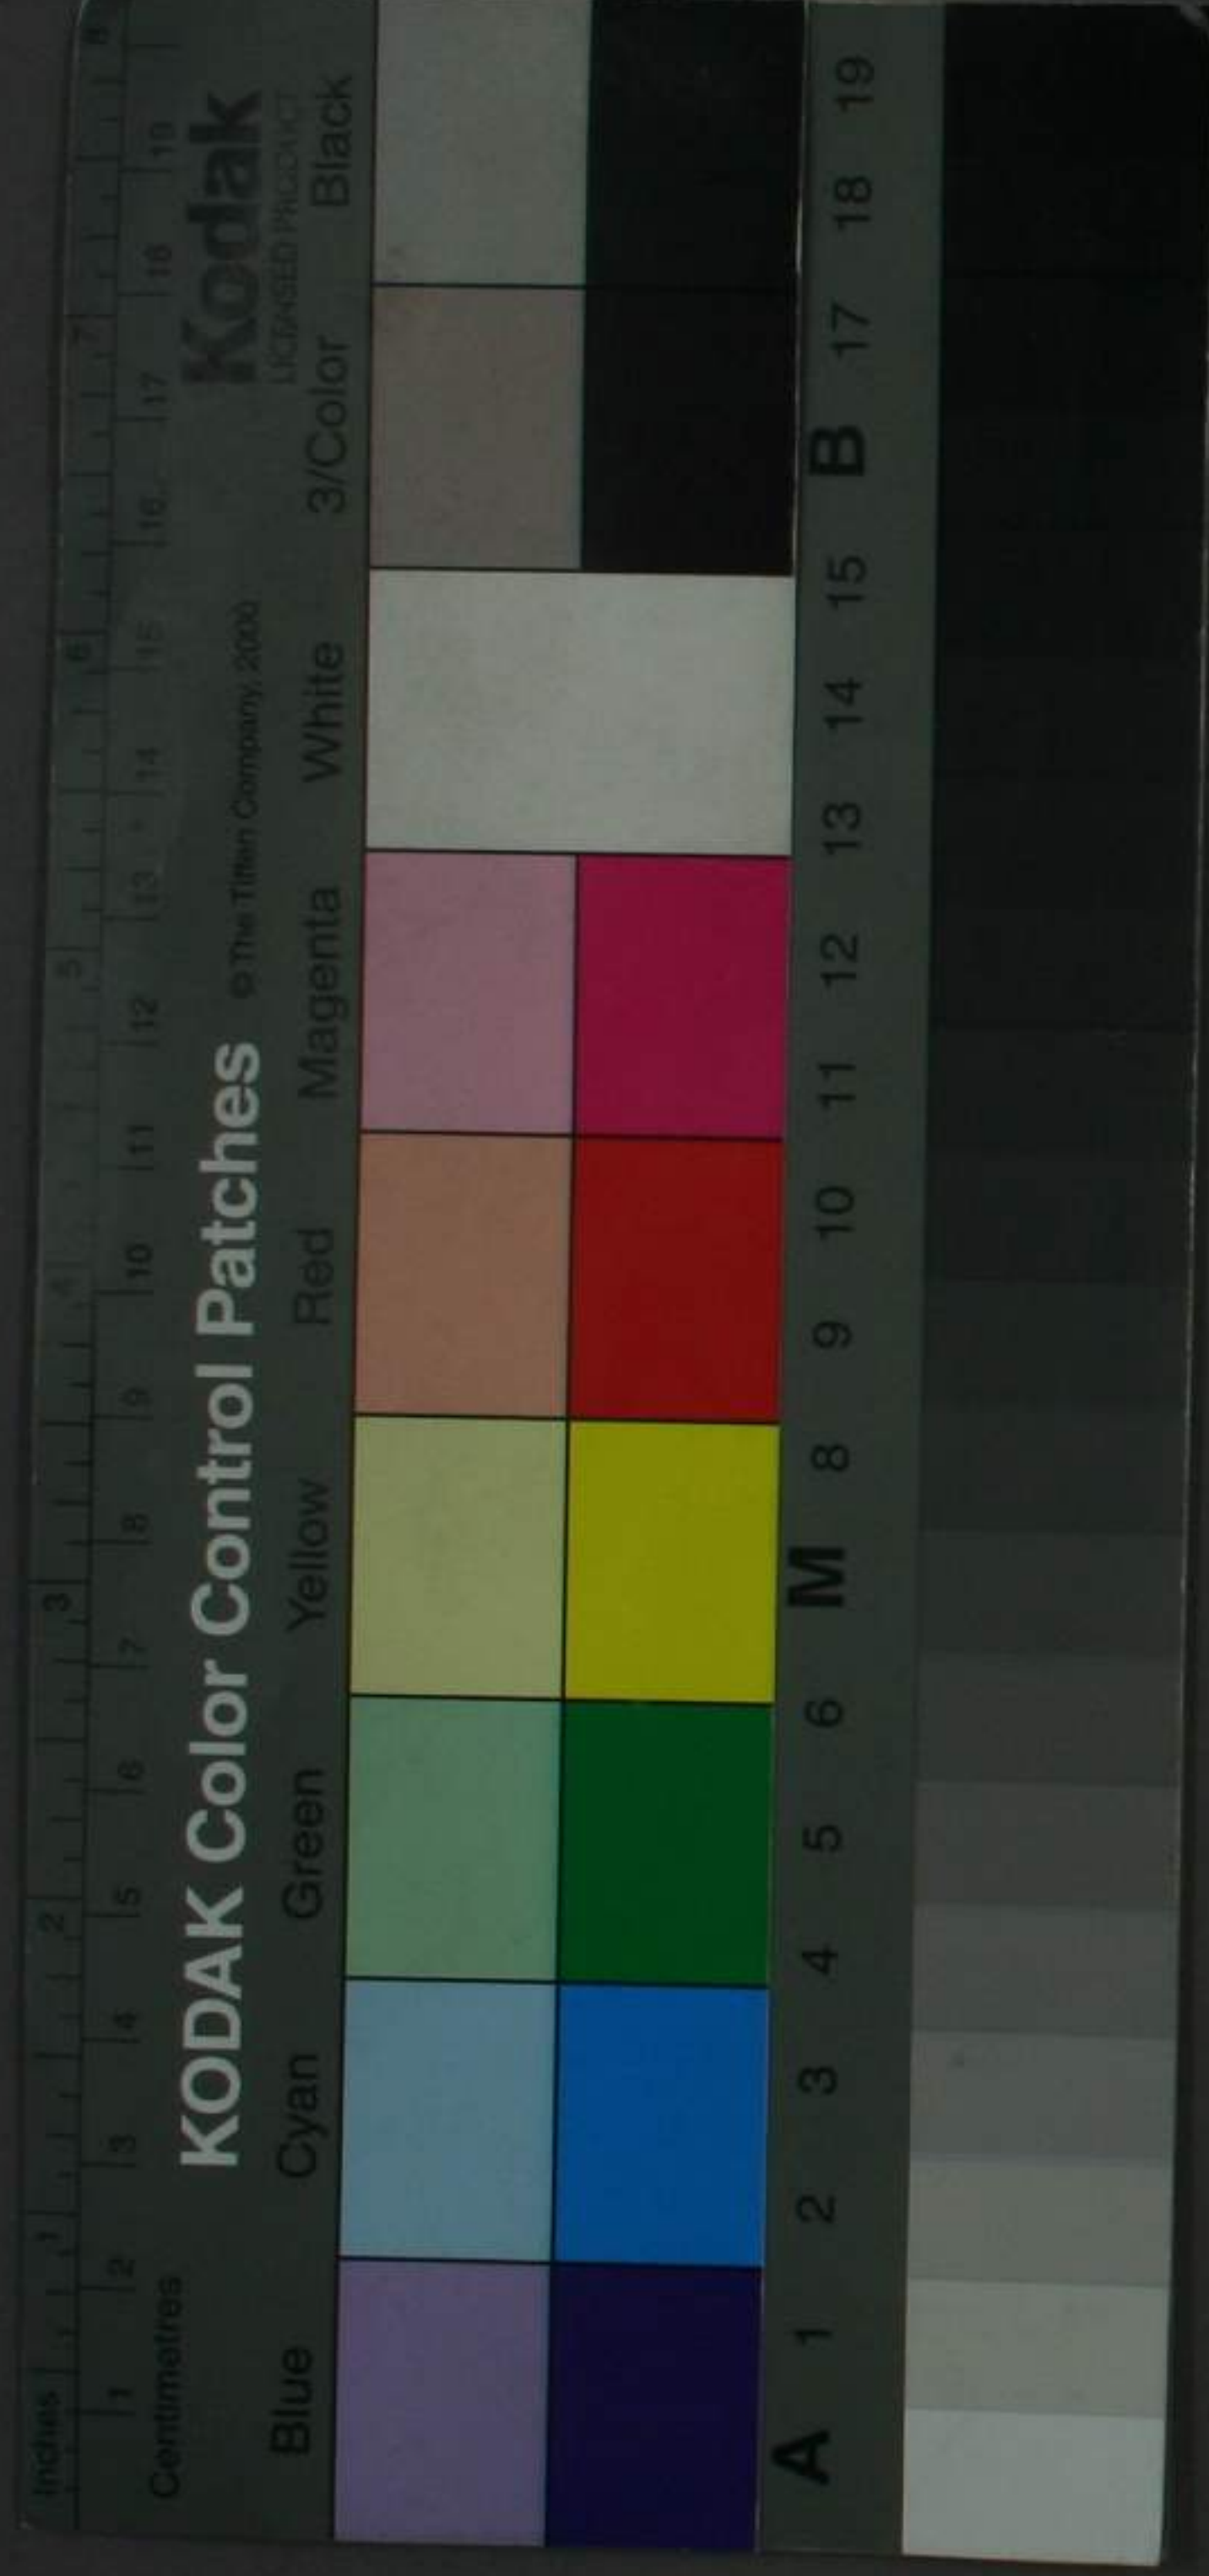 Inches 1 2 3 4 5 6 7 8
Centimetres 1 2 3 4 5 6 7 8 9 10 11 12 13 14 15 16 17 18 19
KODAK Color Control Patches © The Tiffen Company, 2000 Kodak
LICENSED PRODUCT
Blue Cyan Green Yellow Red Magenta White 3/Color Black
A 1 2 3 4 5 6 M 8 9 10 11 12 13 14 15 B 17 18 19